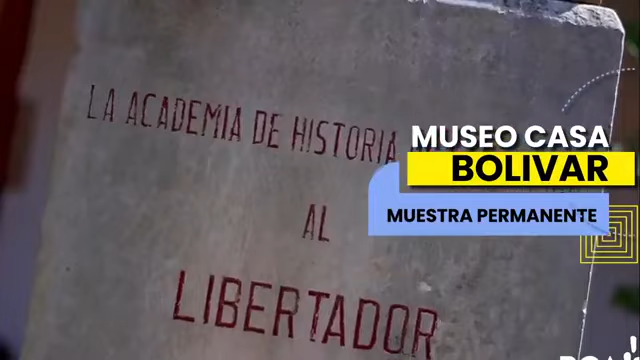 LA ACADEMIA DE HISTORIA
AL
LIBERTADOR
MUSEO CASA
BOLIVAR
MUESTRA PERMANENTE